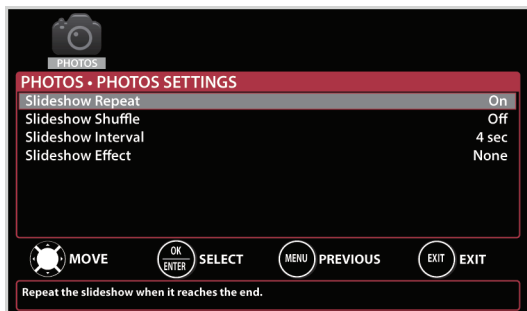 PHOTOS
PHOTOS • PHOTOS SETTINGS
Slideshow Repeat On
Slideshow Shuffle Off
Slideshow Interval 4 sec
Slideshow Effect None
MOVE OK ENTER SELECT MENU PREVIOUS EXIT EXIT
Repeat the slideshow when it reaches the end.